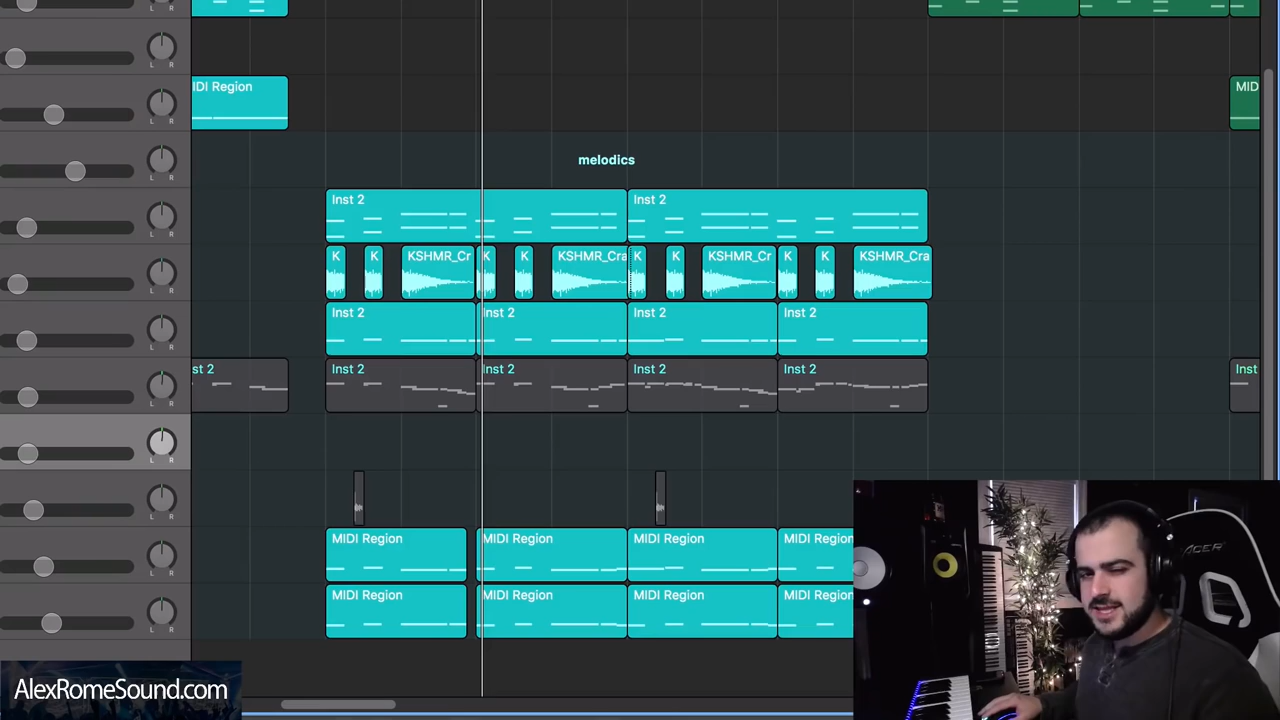 L R
IDI Region
MID
L R
L R
melodics
L R
Inst 2 Inst 2
L R
K K KSHMR_Cr K K KSHMR_Cra K K KSHMR_Cr K K KSHMR_Cra
L R
Inst 2 Inst 2 Inst 2 Inst 2
L R
st 2 Inst 2 Inst 2 Inst 2 Inst 2 Inst
L R
L R
L R
MIDI Region MIDI Region MIDI Region MIDI Region
L R
MIDI Region MIDI Region MIDI Region MIDI Region
L R
ACER
AlexRomeSound.com